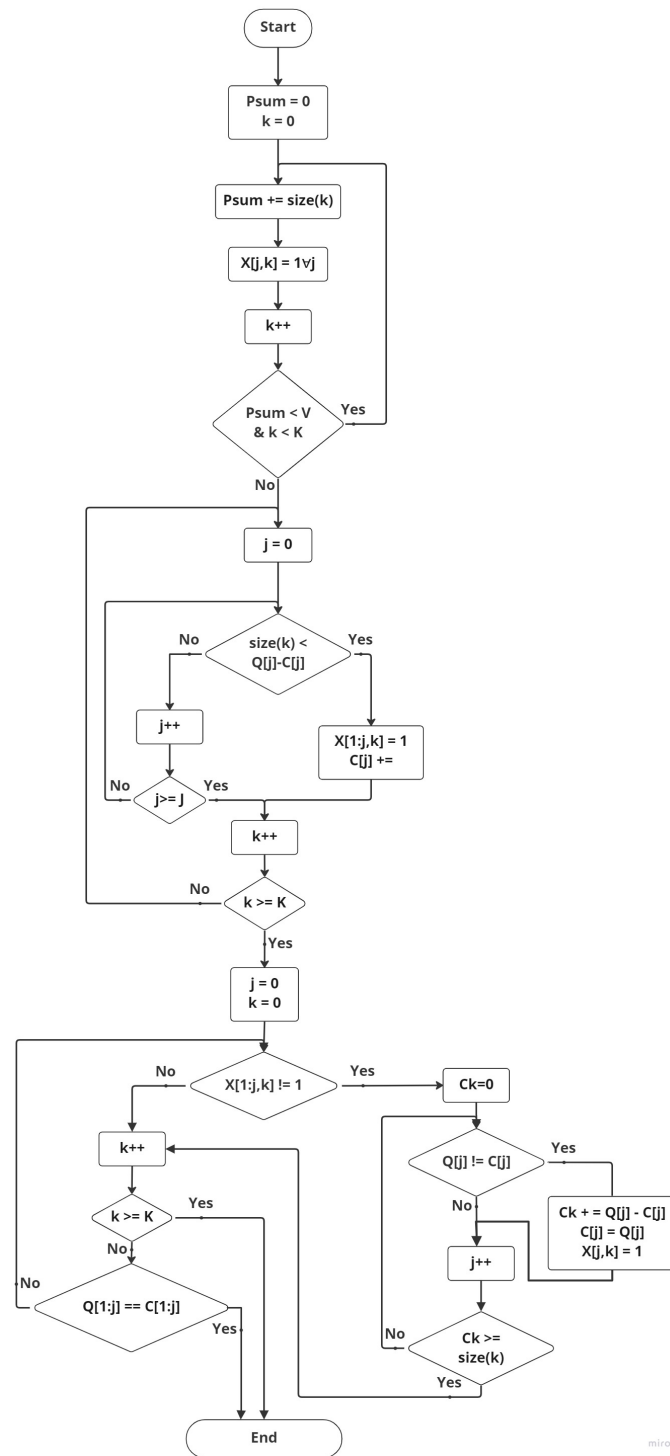 Start
Psum = 0
k = 0
Psum += size(k)
X[j,k] = 1∀j
k++
Psum < V
& k < K
Yes
No
j = 0
size(k) <
Q[j]-C[j]
No
Yes
j++
X[1:j,k] = 1
C[j] +=
j>= J
No
Yes
k++
k >= K
No
Yes
j = 0
k = 0
X[1:j,k] != 1
No
Yes
Ck=0
k++
Q[j] != C[j]
Yes
No
Ck + = Q[j] - C[j]
C[j] = Q[j]
X[j,k] = 1
k >= K
Yes
No
j++
Q[1:j] == C[1:j]
No
Yes
Ck >=
size(k)
No
Yes
End
miro